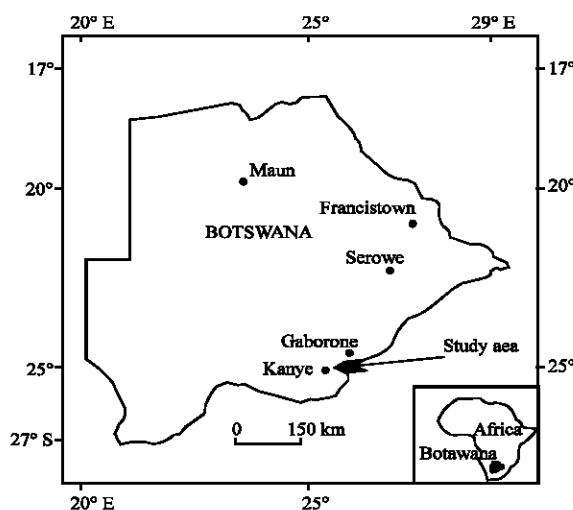 20° E 25° 29° E
17° 17°
Maun
20° 20°
Francistown
BOTSWANA
Serowe
Gaborone
Study aea
Kanye
25° 25°
0 150 km
Africa
27° S
Botawana
20° E 25°